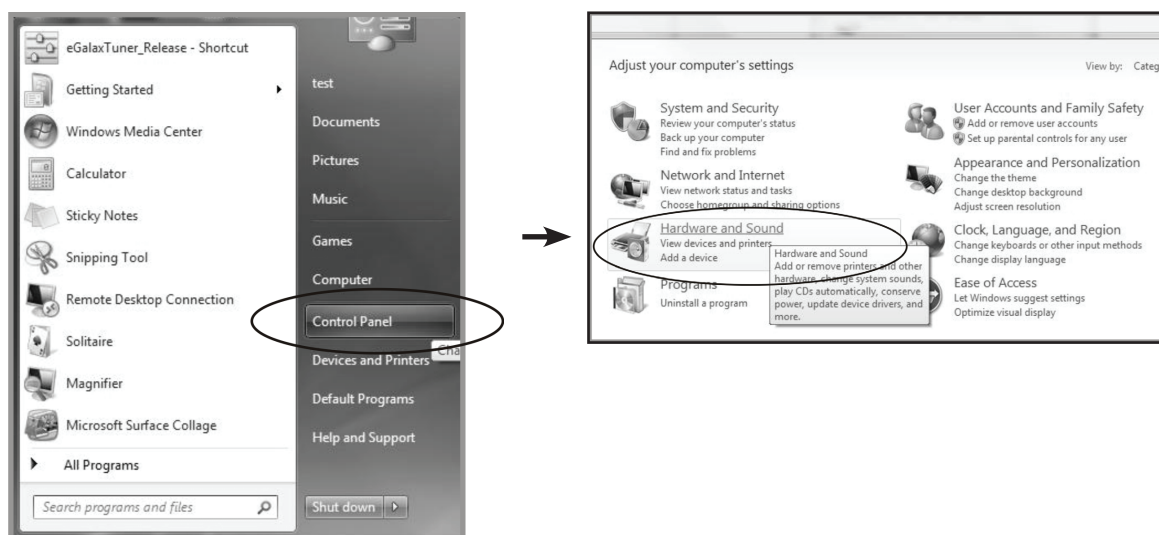 eGalaxTuner_Release - Shortcut
Getting Started
Windows Media Center
Calculator
Sticky Notes
Snipping Tool
Remote Desktop Connection
Solitaire
Magnifier
Microsoft Surface Collage
All Programs
Search programs and files
test
Documents
Pictures
Music
Games
Computer
Control Panel
Devices and Printers
Default Programs
Help and Support
Shut down
Adjust your computer's settings
View by: Categ
System and Security
Review your computer's status
Back up your computer
Find and fix problems
Network and Internet
View network status and tasks
Choose homegroup and sharing options
Hardware and Sound
View devices and printers
Add a device
Programs
Uninstall a program
Hardware and Sound
Add or remove printers and other
hardware, change system sounds,
play CDs automatically, conserve
power, update device drivers, and
more.
User Accounts and Family Safety
Add or remove user accounts
Set up parental controls for any user
Appearance and Personalization
Change the theme
Change desktop background
Adjust screen resolution
Clock, Language, and Region
Change keyboards or other input methods
Change display language
Ease of Access
Let Windows suggest settings
Optimize visual display